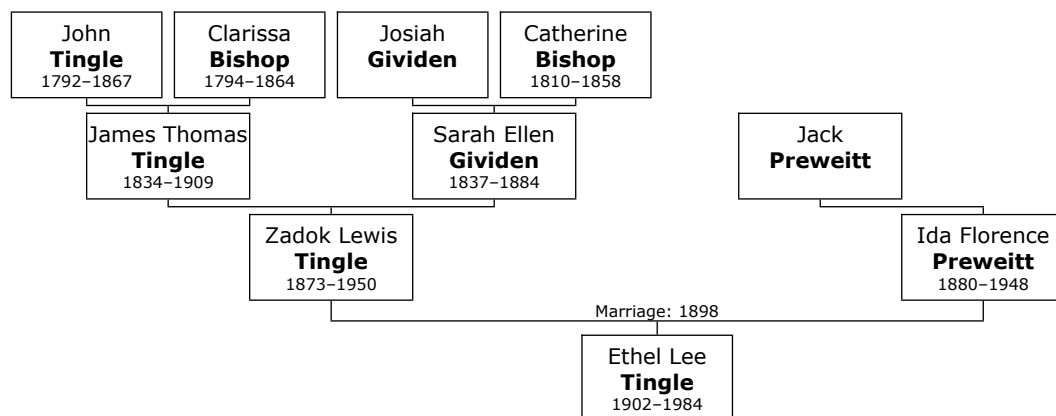 John
Tingle
1792–1867
Clarissa
Bishop
1794–1864
Josiah
Gividen
Catherine
Bishop
1810–1858
James Thomas
Tingle
1834–1909
Sarah Ellen
Gividen
1837–1884
Jack
Preweitt
Zadok Lewis
Tingle
1873–1950
Ida Florence
Preweitt
1880–1948
Marriage: 1898
Ethel Lee
Tingle
1902–1984